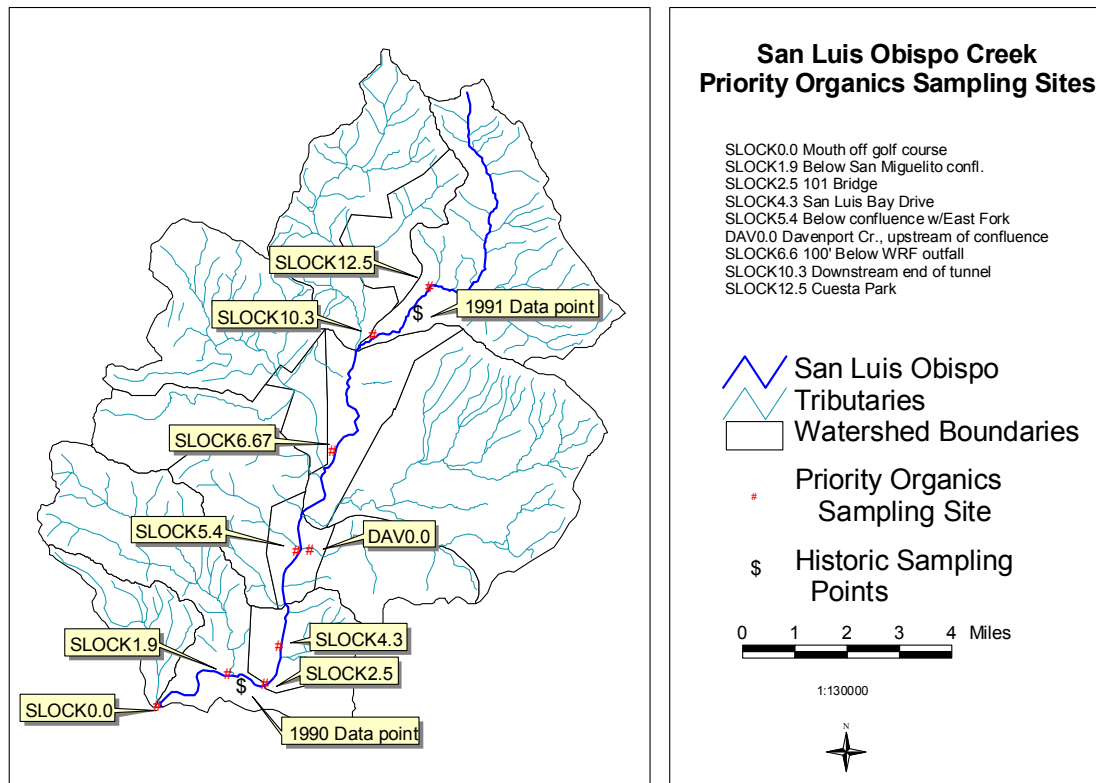 San Luis Obispo Creek
Priority Organics Sampling Sites
SLOCK0.0 Mouth off golf course
SLOCK1.9 Below San Miguelito confl.
SLOCK2.5 101 Bridge
SLOCK4.3 San Luis Bay Drive
SLOCK5.4 Below confluence w/East Fork
DAV0.0 Davenport Cr., upstream of confluence
SLOCK6.6 100' Below WRF outfall
SLOCK10.3 Downstream end of tunnel
SLOCK12.5 Cuesta Park
SLOCK12.5
1991 Data point
$
SLOCK10.3
#
#
SLOCK6.67
#
SLOCK5.4
# #
DAV0.0
SLOCK4.3
#
SLOCK1.9
#
SLOCK2.5
#
$
SLOCK0.0
#
1990 Data point
San Luis Obispo
Tributaries
Watershed Boundaries
# Priority Organics
Sampling Site
$ Historic Sampling
Points
0 1 2 3 4 Miles
1:130000
N